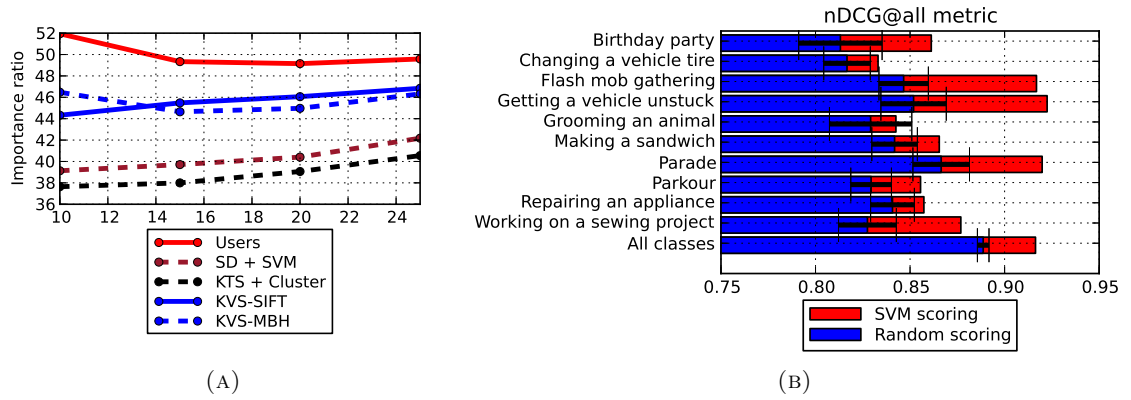 52
50
48
46
44
42
40
38
36
Importance ratio
10 12 14 16 18 20 22 24
Users
SD + SVM
KTS + Cluster
KVS-SIFT
KVS-MBH
(A)
nDCG@all metric
Birthday party
Changing a vehicle tire
Flash mob gathering
Getting a vehicle unstuck
Grooming an animal
Making a sandwich
Parade
Parkour
Repairing an appliance
Working on a sewing project
All classes
0.75 0.80 0.85 0.90 0.95
SVM scoring
Random scoring
(B)